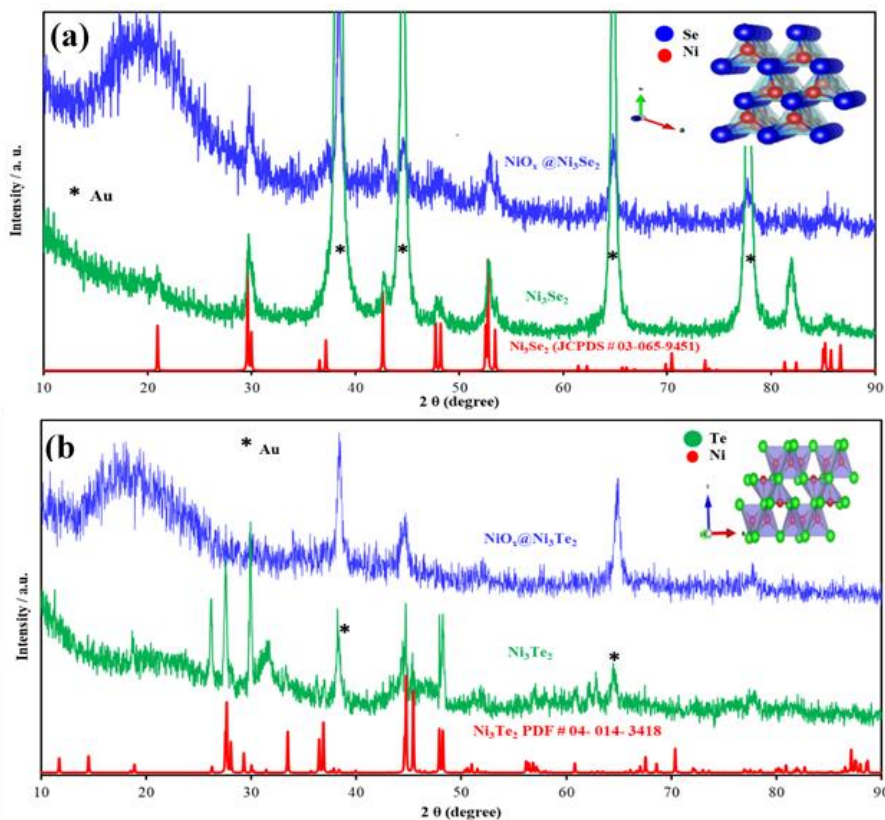 (a)
Se
Ni
NiOₓ @Ni₃Se₂
* Au
* * * *
Ni₃Se₂
Ni₃Se₂ (JCPDS # 03-065-9451)
Intensity / a. u.
10 20 30 40 50 60 70 80 90
2 θ (degree)
(b)
* Au
Te
Ni
NiOₓ@Ni₃Te₂
* *
Ni₃Te₂
Ni₃Te₂ PDF # 04- 014- 3418
Intensity / a.u.
10 20 30 40 50 60 70 80 90
2 θ (degree)